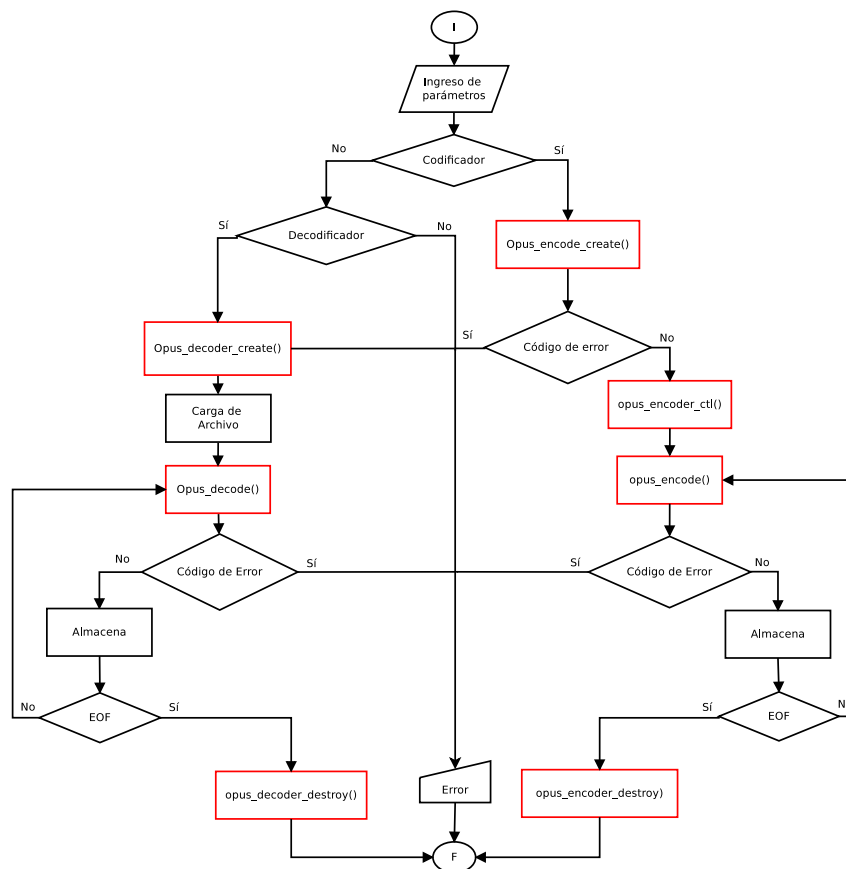 I
Ingreso de
parámetros
No
Codificador
Sí
Sí
Decodificador
No
Opus_encode_create()
Opus_decoder_create()
Sí
Código de error
No
Carga de
Archivo
opus_encoder_ctl()
Opus_decode()
opus_encode()
No
Código de Error
Sí
Sí
Código de Error
No
Almacena
Almacena
No
EOF
Sí
Sí
EOF
opus_decoder_destroy()
Error
opus_encoder_destroy)
F